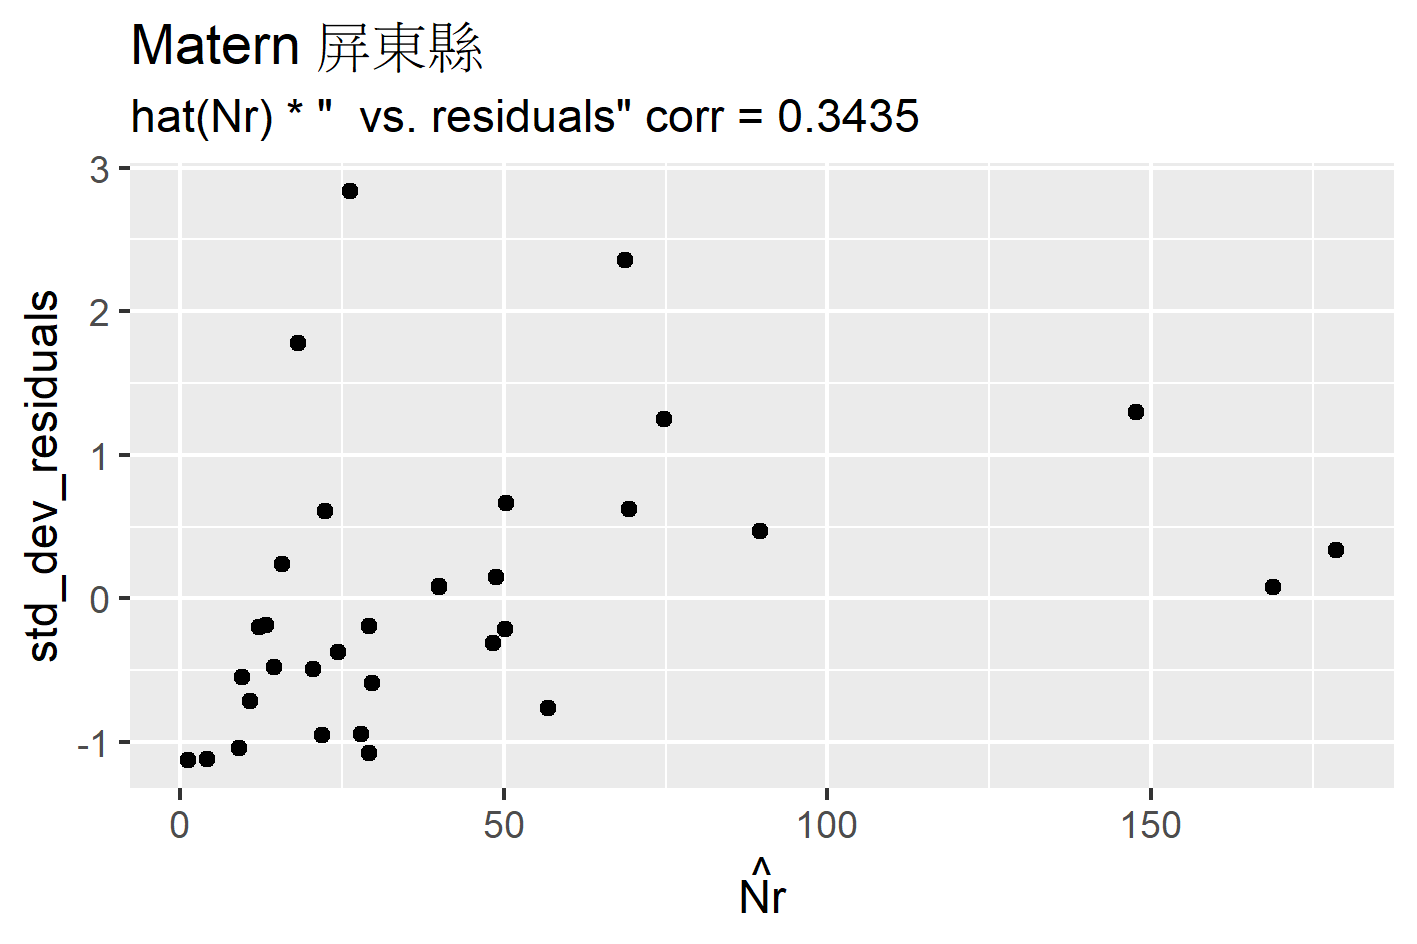 Matern 屏東縣
hat(Nr) * "  vs. residuals" corr = 0.3435
std_dev_residuals
3
2
1
0
-1
0 50 100 150
N̂r